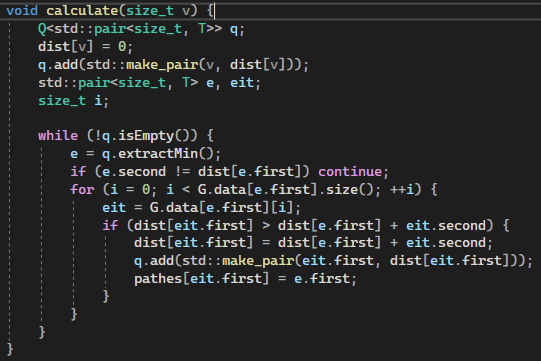 void calculate(size_t v) {
    Q<std::pair<size_t, T>> q;
    dist[v] = 0;
    q.add(std::make_pair(v, dist[v]));
    std::pair<size_t, T> e, eit;
    size_t i;

    while (!q.isEmpty()) {
        e = q.extractMin();
        if (e.second != dist[e.first]) continue;
        for (i = 0; i < G.data[e.first].size(); ++i) {
            eit = G.data[e.first][i];
            if (dist[eit.first] > dist[e.first] + eit.second) {
                dist[eit.first] = dist[e.first] + eit.second;
                q.add(std::make_pair(eit.first, dist[eit.first]));
                pathes[eit.first] = e.first;
            }
        }
    }
}